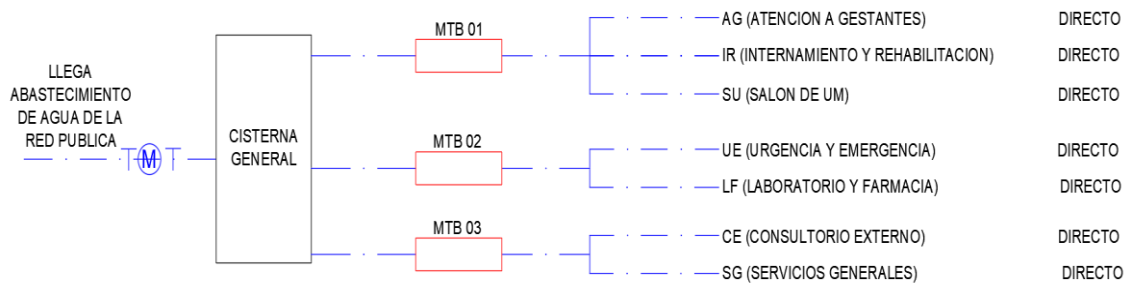 LLEGA
ABASTECIMIENTO
DE AGUA DE LA
RED PUBLICA
M
CISTERNA
GENERAL
MTB 01
AG (ATENCION A GESTANTES) DIRECTO
IR (INTERNAMIENTO Y REHABILITACION) DIRECTO
SU (SALON DE UM) DIRECTO
MTB 02
UE (URGENCIA Y EMERGENCIA) DIRECTO
LF (LABORATORIO Y FARMACIA) DIRECTO
MTB 03
CE (CONSULTORIO EXTERNO) DIRECTO
SG (SERVICIOS GENERALES) DIRECTO